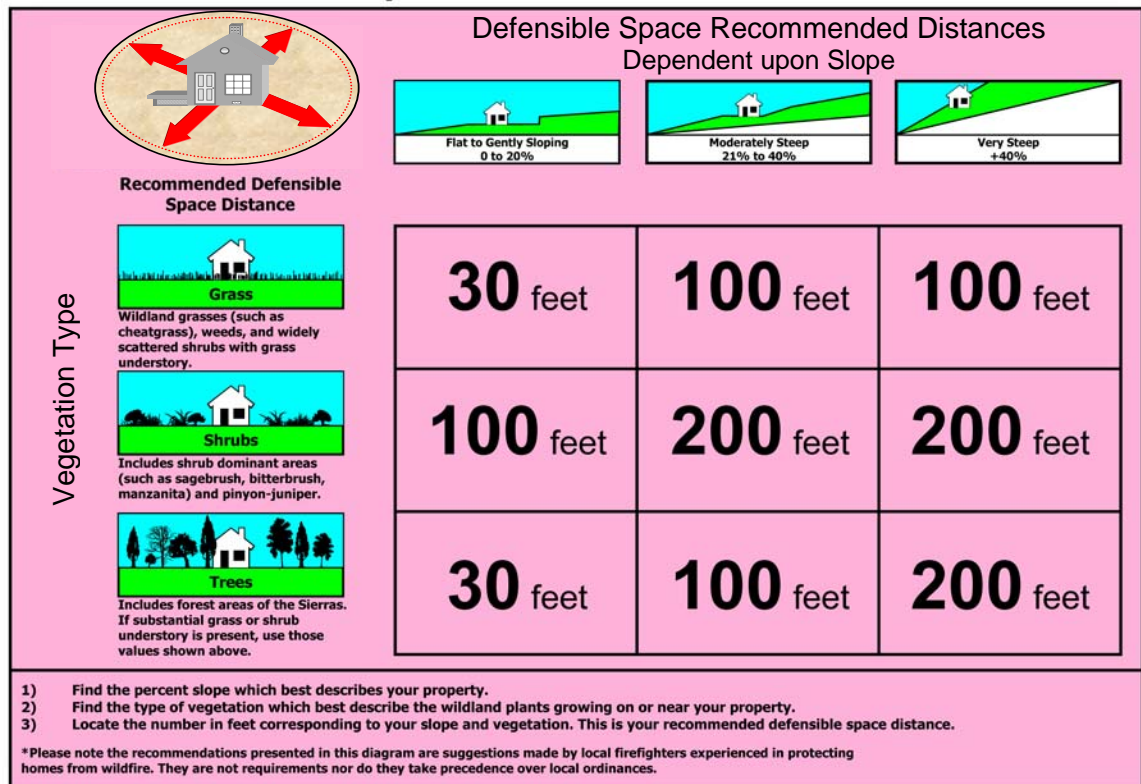 Defensible Space Recommended Distances
Dependent upon Slope
Flat to Gently Sloping
0 to 20%
Moderately Steep
21% to 40%
Very Steep
+40%
Recommended Defensible
Space Distance
Vegetation Type
Grass
Wildland grasses (such as
cheatgrass), weeds, and widely
scattered shrubs with grass
understory.
30 feet
100 feet
100 feet
Shrubs
Includes shrub dominant areas
(such as sagebrush, bitterbrush,
manzanita) and pinyon-juniper.
100 feet
200 feet
200 feet
Trees
Includes forest areas of the Sierras.
If substantial grass or shrub
understory is present, use those
values shown above.
30 feet
100 feet
200 feet
1) Find the percent slope which best describes your property.
2) Find the type of vegetation which best describe the wildland plants growing on or near your property.
3) Locate the number in feet corresponding to your slope and vegetation. This is your recommended defensible space distance.
*Please note the recommendations presented in this diagram are suggestions made by local firefighters experienced in protecting
homes from wildfire. They are not requirements nor do they take precedence over local ordinances.